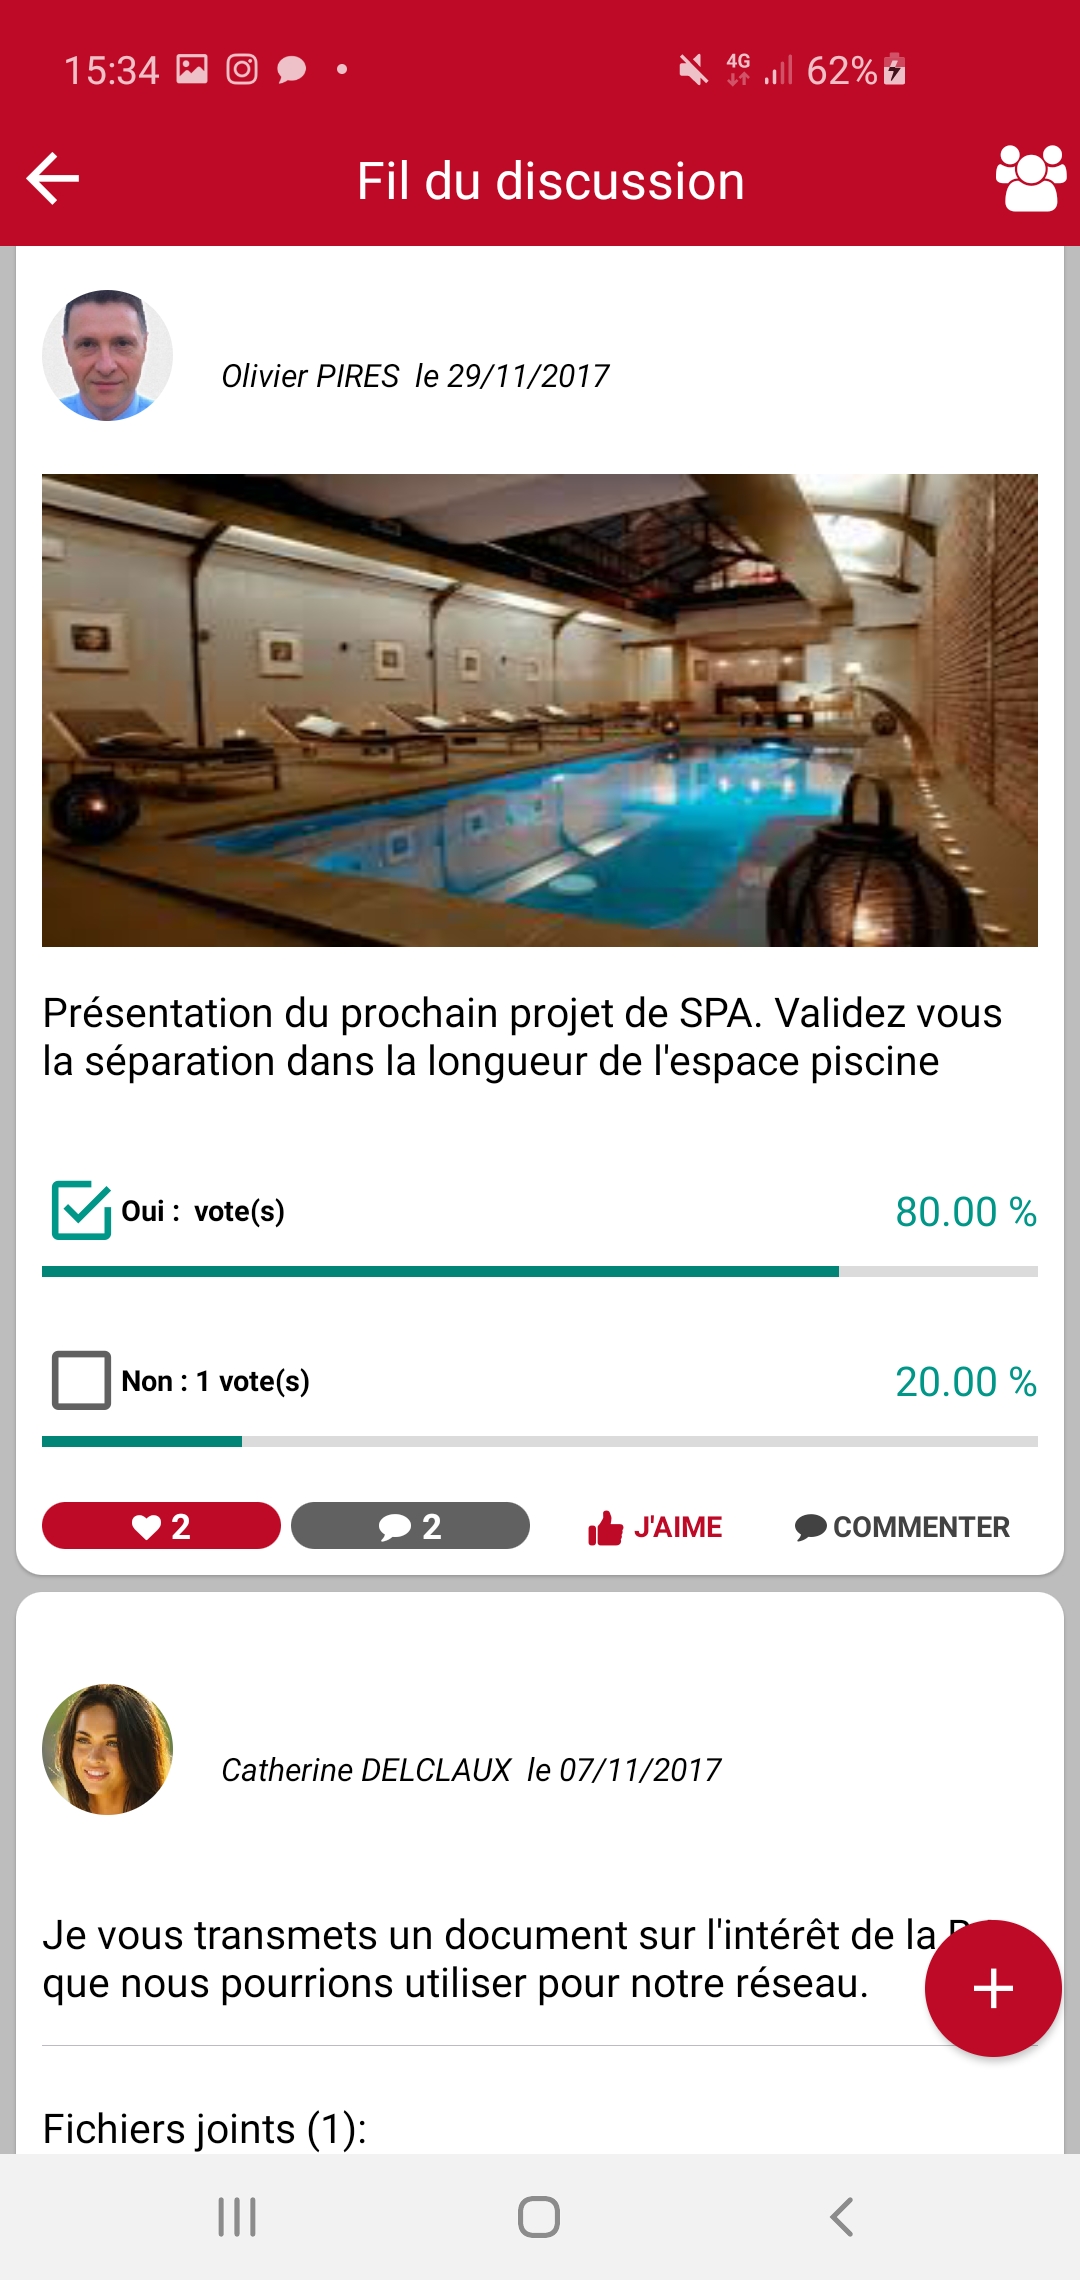 15:34
4G
62%
Fil du discussion
Olivier PIRES le 29/11/2017
Présentation du prochain projet de SPA. Validez vous
la séparation dans la longueur de l'espace piscine
Oui : vote(s)
80.00 %
Non : 1 vote(s)
20.00 %
2
2
J'AIME
COMMENTER
Catherine DELCLAUX le 07/11/2017
Je vous transmets un document sur l'intérêt de la
que nous pourrions utiliser pour notre réseau.
+
Fichiers joints (1):